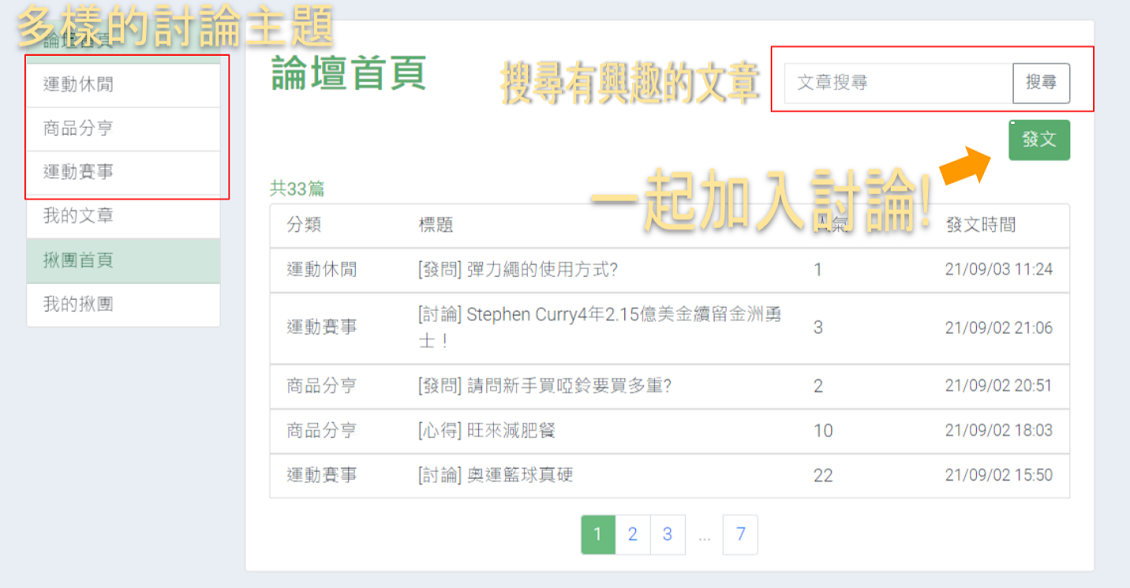 多樣的討論主題
論壇首頁
運動休閒
商品分享
運動賽事
我的文章
揪團首頁
我的揪團
論壇首頁
搜尋有興趣的文章
文章搜尋
搜尋
發文
一起加入討論!
共33篇
分類 標題 人氣 發文時間
運動休閒 [發問] 彈力繩的使用方式? 1 21/09/03 11:24
運動賽事 [討論] Stephen Curry4年2.15億美金續留金洲勇
士！ 3 21/09/02 21:06
商品分享 [發問] 請問新手買啞鈴要買多重? 2 21/09/02 20:51
商品分享 [心得] 旺來減肥餐 10 21/09/02 18:03
運動賽事 [討論] 奧運籃球真硬 22 21/09/02 15:50
1 2 3 ... 7